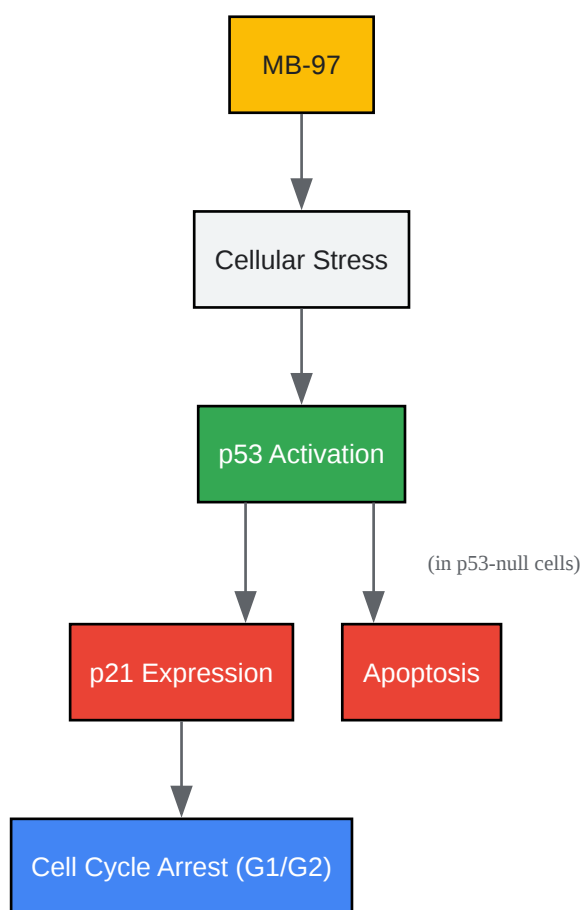 MB-97
Cellular Stress
p53 Activation
(in p53-null cells)
p21 Expression
Apoptosis
Cell Cycle Arrest (G1/G2)